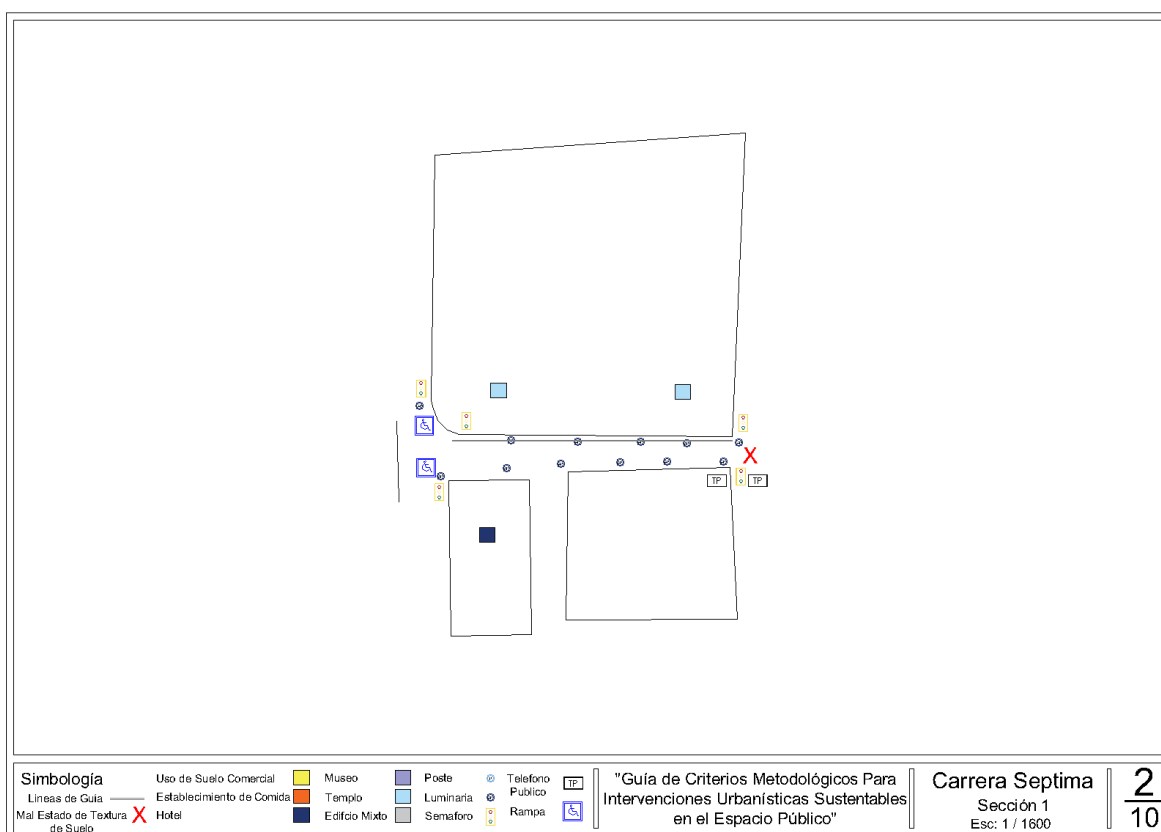 TP
TP
Simbología
Lineas de Guia
Mal Estado de Textura
de Suelo
X
Uso de Suelo Comercial
Establecimiento de Comida
Hotel
Museo
Templo
Edificio Mixto
Poste
Luminaria
Semaforo
Telefono
Publico
TP
Rampa
"Guía de Criterios Metodológicos Para
Intervenciones Urbanísticas Sustentables
en el Espacio Público"
Carrera Septima
Sección 1
Esc: 1 / 1600
2
10